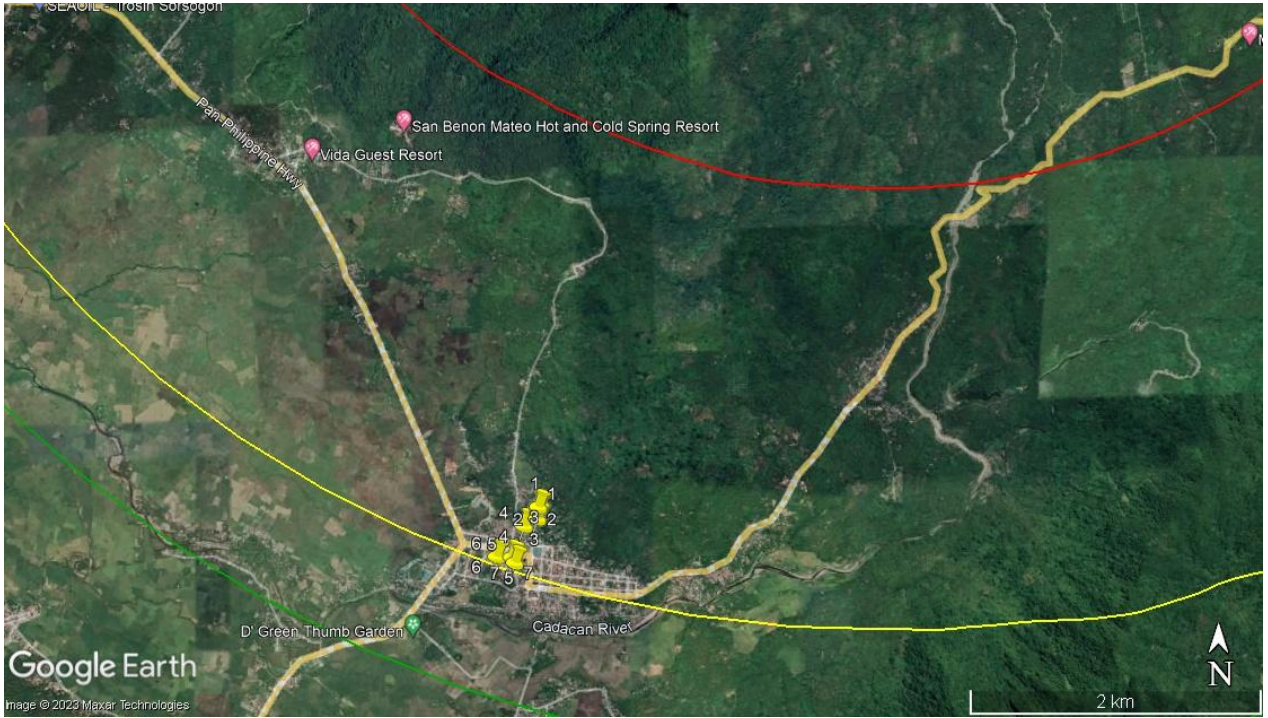 SEAOIL - Irosin Sorsogon
Pan-Philippine Hwy
San Benon Mateo Hot and Cold Spring Resort
Vida Guest Resort
M
1
1
4
2
3
2
6
5
4
3
6
7
5
7
Cadacan River
D' Green Thumb Garden
Google Earth
Image © 2023 Maxar Technologies
N
2 km